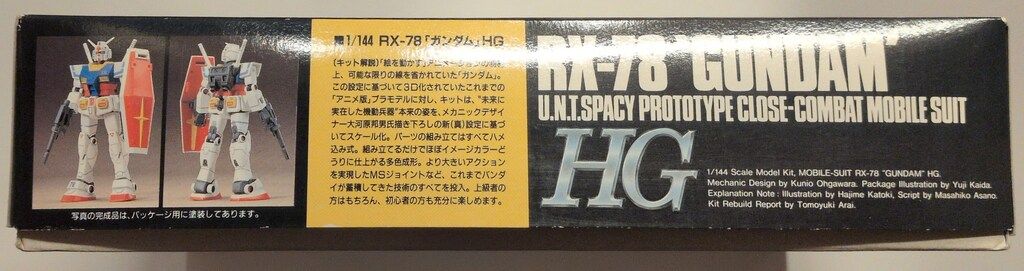 写真の完成品は、パッケージ用に塗装してあります。
1/144 RX-78「ガンダム」HG
〔キット解説〕「絵を動かす」アニメーションの
上、可能な限りの線を省かれていた「ガンダム」。
この設定に基づいて3D化されていたこれまでの
「アニメ版」プラモデルに対し、キットは、"未来に
実在した機動兵器"本来の姿を、メカニックデザ
イナー大河原邦男氏描き下ろしの新(真)設定に基づ
いてスケール化。パーツの組み立てはすべてハメ
込み式。組み立てるだけでほぼイメージカラーど
うりに仕上がる多色成形。より大きいアクション
を実現したMSジョイントなど、これまでバンダ
イが蓄積してきた技術のすべてを投入。上級者の
方はもちろん、初心者の方も充分に楽しめます。
RX-78 "GUNDAM"
U.N.T.SPACY PROTOTYPE CLOSE-COMBAT MOBILE SUIT
HG
1/144 Scale Model Kit, MOBILE-SUIT RX-78 "GUNDAM" HG.
Mechanic Design by Kunio Ohgawara. Package Illustration by Yuji Kaida.
Explanation Note : Illustration by Hajime Katoki, Script by Masahiko Asano.
Kit Rebuild Report by Tomoyuki Arai.